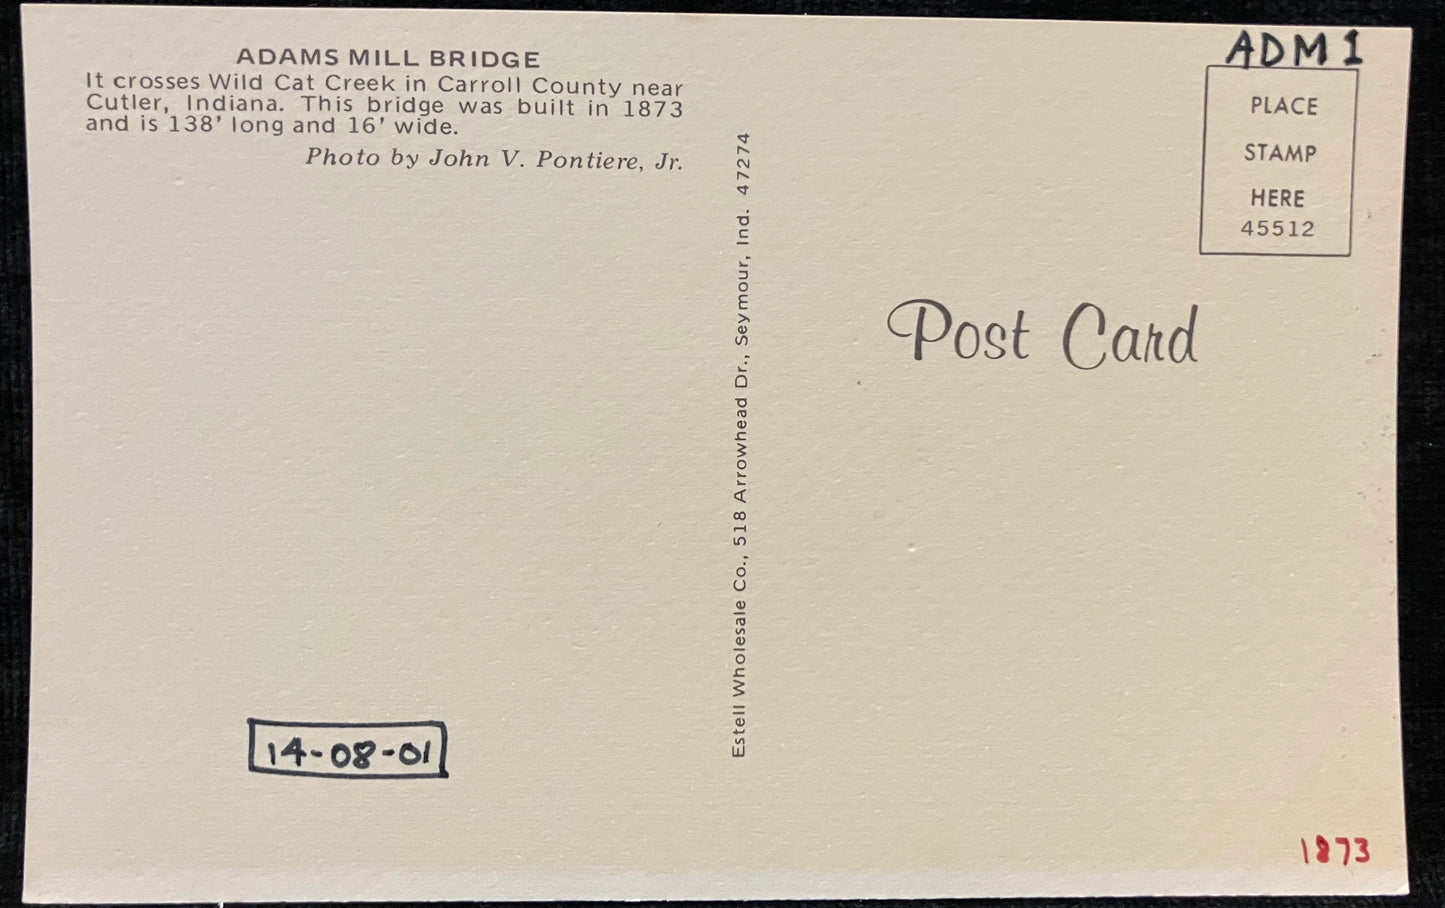 ADAMS MILL BRIDGE
It crosses Wild Cat Creek in Carroll County near
Cutler, Indiana. This bridge was built in 1873
and is 138' long and 16' wide.
Photo by John V. Pontiere, Jr.
14-08-01
Estell Wholesale Co., 518 Arrowhead Dr., Seymour, Ind. 47274
ADM 1
PLACE
STAMP
HERE
45512
Post Card
1873